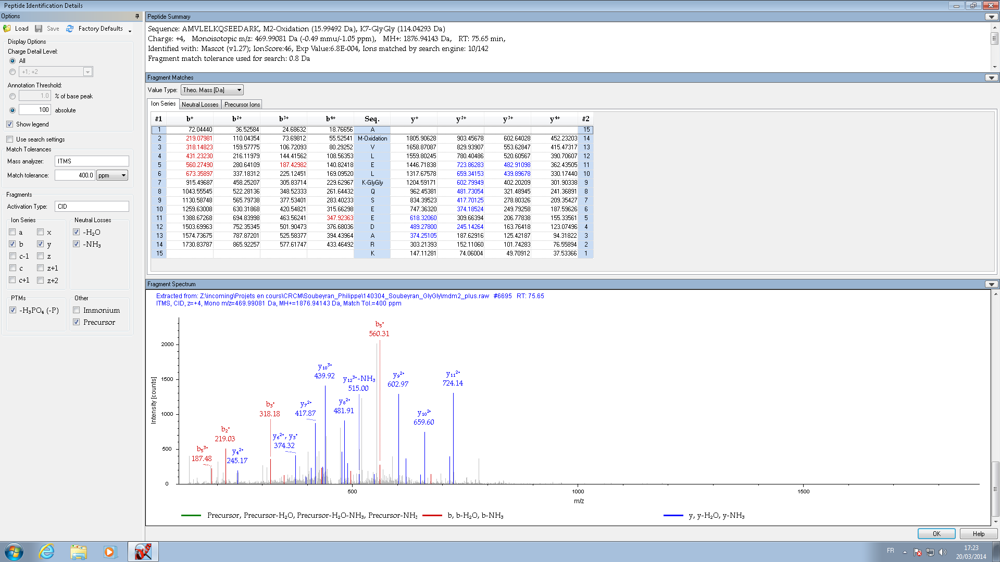 Peptide Identification Details
Options
Load Save Factory Defaults
Display Options
Charge Detail Level:
All
+1; +2
Annotation Threshold:
1.0 % of base peak
100 absolute
Show legend
Use search settings
Match Tolerances
Mass analyzer: ITMS
Match tolerance: 400.0 ppm
Fragments
Activation Type: CID
Ion Series
a x
b y
c-1 z
c z+1
c+1 z+2
Neutral Losses
-H₂O
-NH₃
PTMs
-H₃PO₄ (-P)
Other
Immonium
Precursor
Peptide Summary
Sequence: AMVLELKQSEEDARK, M2-Oxidation (15.99492 Da), K7-GlyGly (114.04293 Da)
Charge: +4, Monoisotopic m/z: 469.99081 Da (-0.49 mmu/-1.05 ppm), MH+: 1876.94143 Da, RT: 75.65 min,
Identified with: Mascot (v1.27); IonScore:46, Exp Value:6.8E-004, Ions matched by search engine: 10/142
Fragment match tolerance used for search: 0.8 Da
Fragment Matches
Value Type: Theo. Mass [Da]
Ion Series Neutral Losses Precursor Ions
#1 b⁺ b²⁺ b³⁺ b⁴⁺ Seq. y⁺ y²⁺ y³⁺ y⁴⁺ #2
1 72.04440 36.52584 24.68632 18.76656 A 15
2 219.07981 110.04354 73.69812 55.52541 M-Oxidation 1805.90628 903.45678 602.64028 452.23203 14
3 318.14823 159.57775 106.72093 80.29252 V 1658.87087 829.93907 553.62847 415.47317 13
4 431.23230 216.11979 144.41562 108.56353 L 1559.80245 780.40486 520.60567 390.70607 12
5 560.27490 280.64109 187.42982 140.82418 E 1446.71838 723.86283 482.91098 362.43505 11
6 673.35897 337.18312 225.12451 169.09520 L 1317.67578 659.34153 439.89678 330.17440 10
7 915.49687 458.25207 305.83714 229.62967 K-GlyGly 1204.59171 602.79949 402.20209 301.90338 9
8 1043.55545 522.28136 348.52333 261.64432 Q 962.45381 481.73054 321.48945 241.36891 8
9 1130.58748 565.79738 377.53401 283.40233 S 834.39523 417.70125 278.80326 209.35427 7
10 1259.63008 630.31868 420.54821 315.66298 E 747.36320 374.18524 249.79258 187.59626 6
11 1388.67268 694.83998 463.56241 347.92363 E 618.32060 309.66394 206.77838 155.33561 5
12 1503.69963 752.35345 501.90473 376.68036 D 489.27800 245.14264 163.76418 123.07496 4
13 1574.73675 787.87201 525.58377 394.43964 A 374.25105 187.62916 125.42187 94.31822 3
14 1730.83787 865.92257 577.61747 433.46492 R 303.21393 152.11060 101.74283 76.55894 2
15 K 147.11281 74.06004 49.70912 37.53366 1
Fragment Spectrum
Extracted from: Z:\incoming\Projets en cours\CRCM\Soubeyran_Philippe\140304_Soubeyran_GlyGly\mdm2_plus.raw #6695 RT: 75.65
ITMS, CID, z=+4, Mono m/z=469.99081 Da, MH+=1876.94143 Da, Match Tol.=400 ppm
Intensity [counts]
2000
1500
1000
500
0
b₅³⁺
187.48
b₂⁺
219.03
y₄²⁺
245.17
b₃⁺
318.18
y₆²⁺, y₃⁺
374.32
y₇²⁺
417.87
y₁₀³⁺
439.92
y₈²⁺
481.91
y₁₂³⁺-NH₃
515.00
b₅⁺
560.31
y₉²⁺
602.97
y₁₀²⁺
659.60
y₁₁²⁺
724.14
500 1000 1500
m/z
Precursor, Precursor-H₂O, Precursor-H₂O-NH₃, Precursor-NH₃
b, b-H₂O, b-NH₃
y, y-H₂O, y-NH₃
OK Help
FR
17:23
20/03/2014